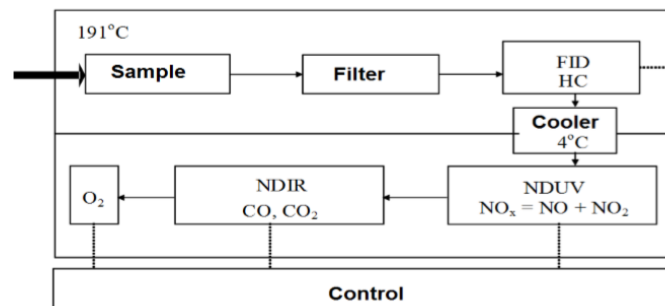 191°C
Sample
Filter
FID
HC
Cooler
4°C
O₂
NDIR
CO, CO₂
NDUV
NOₓ = NO + NO₂
Control